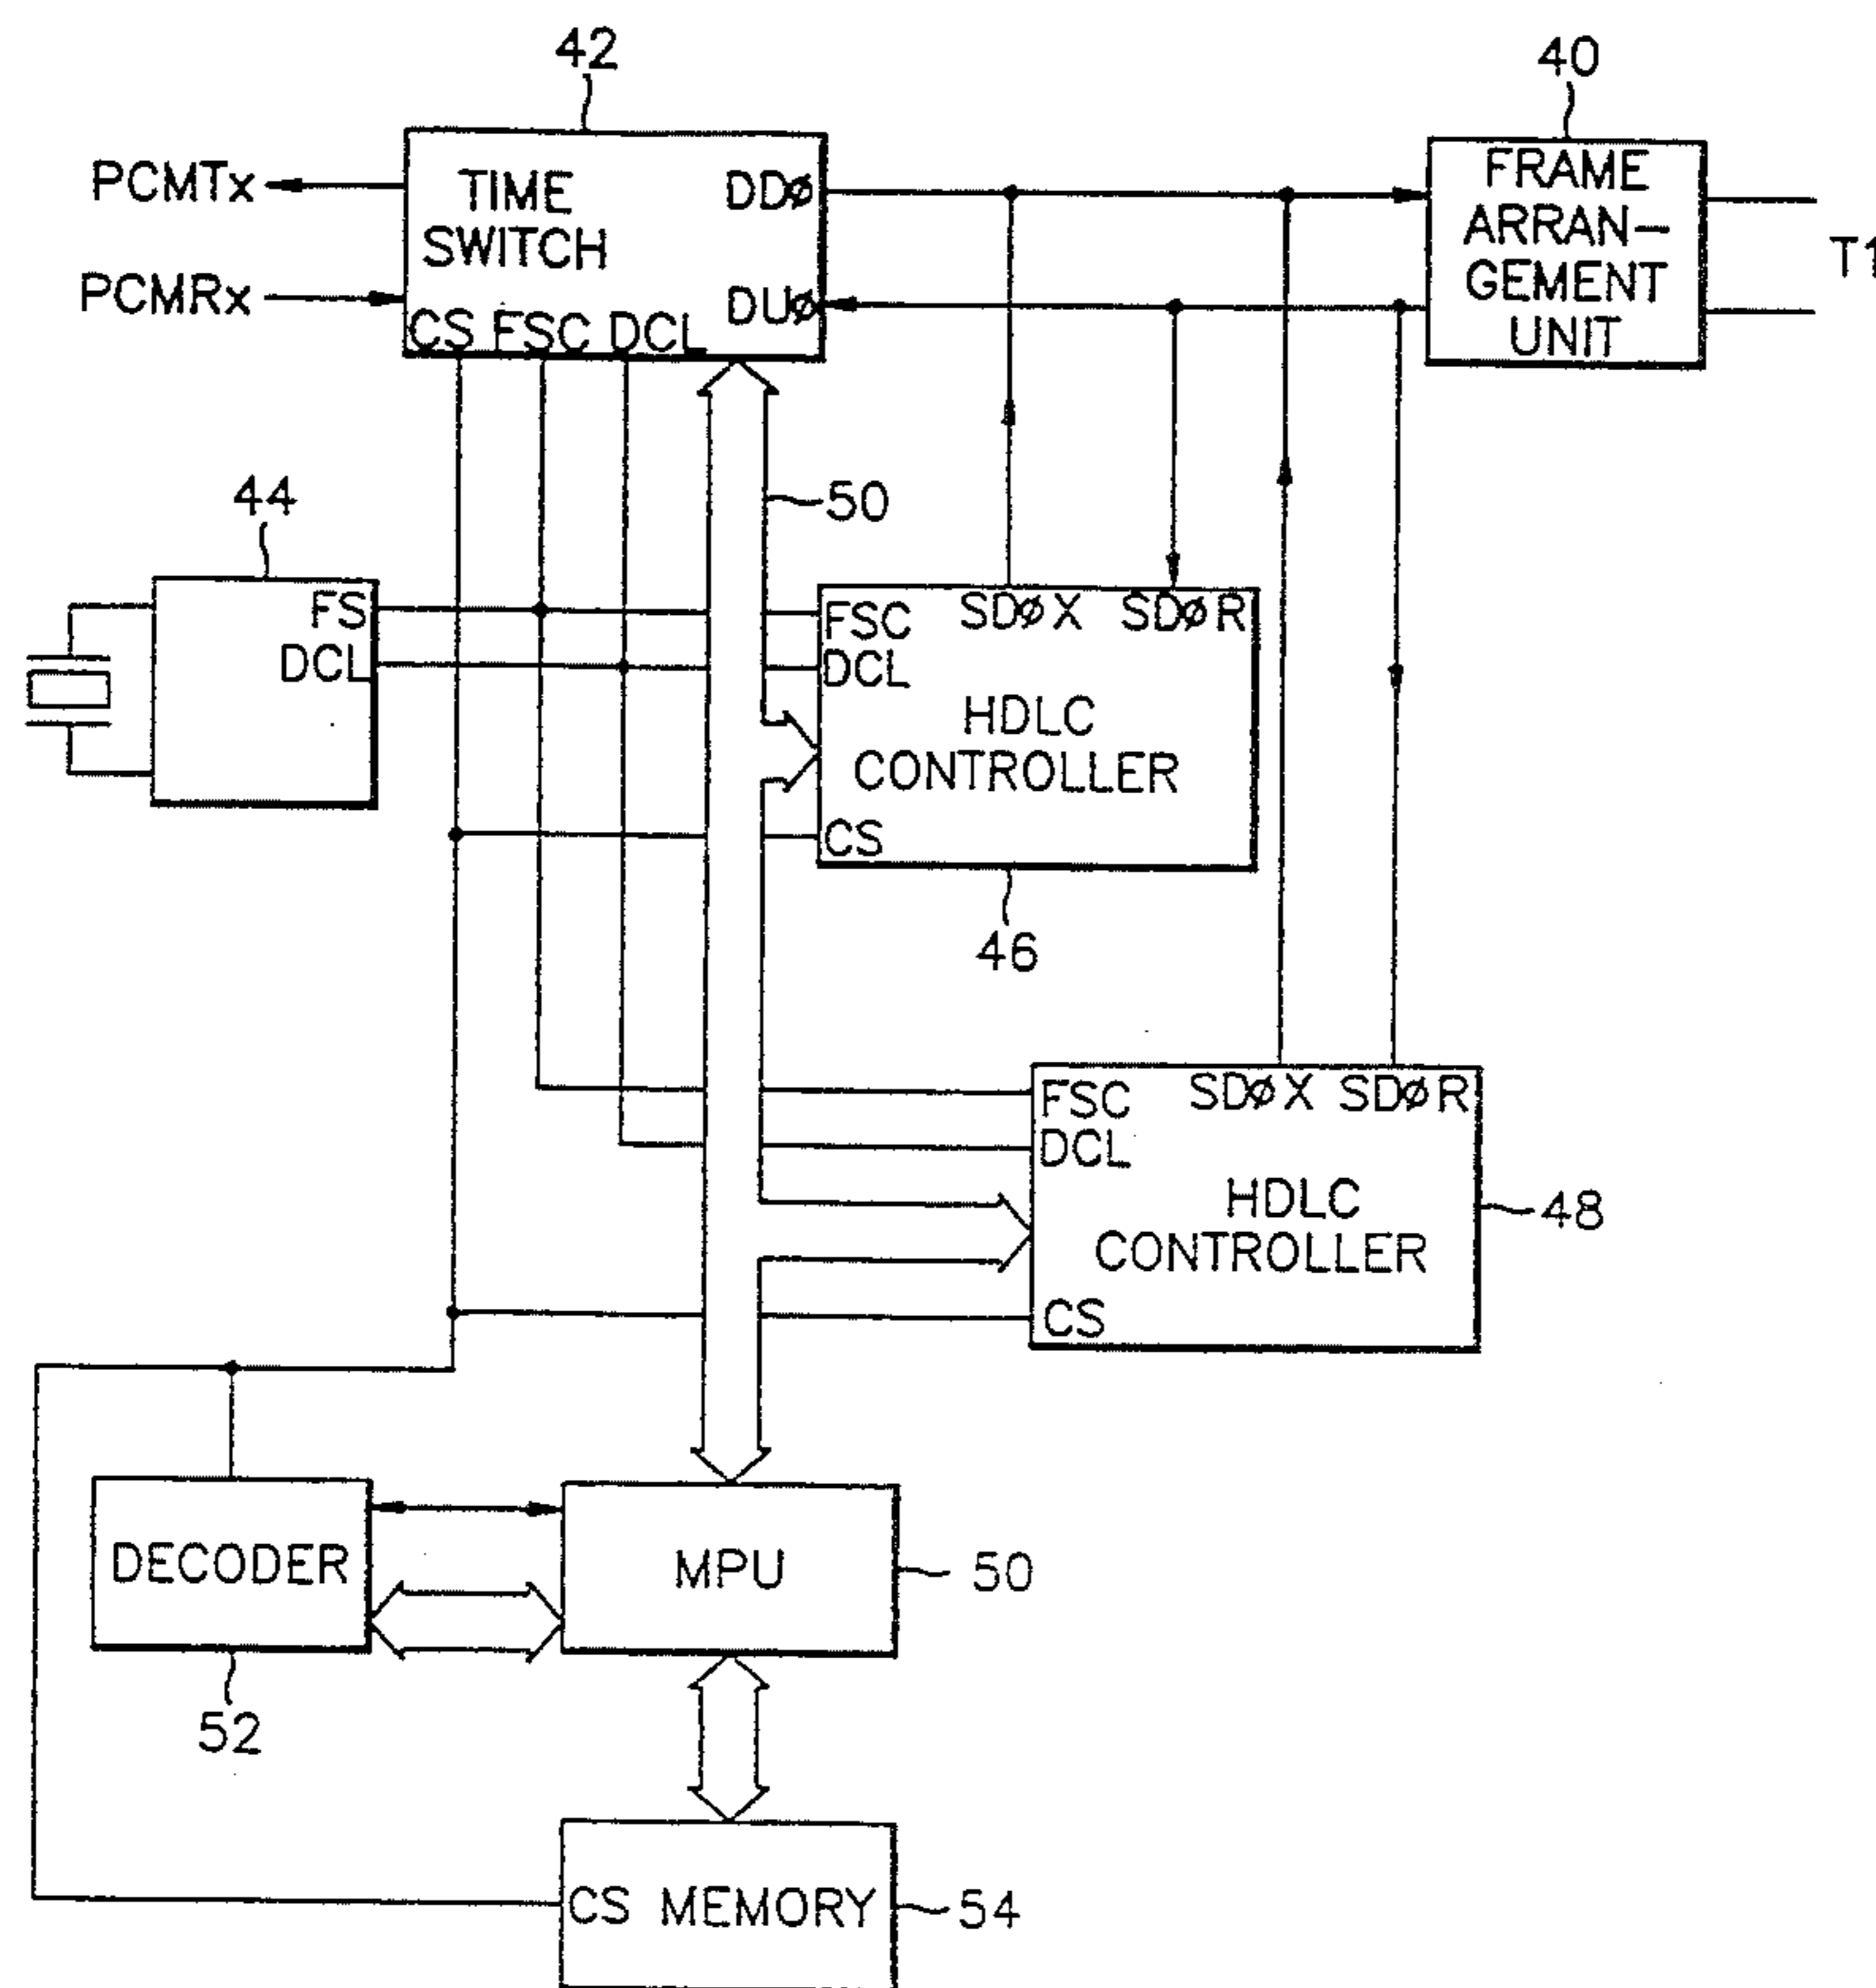 42
40
PCMTx
TIME
SWITCH
DDø
FRAME
ARRAN-
GEMENT
UNIT
T1
PCMRx
DUø
CS FSC DCL
44
50
FS
DCL
FSC
SDøX SDøR
DCL
HDLC
CONTROLLER
CS
46
FSC
SDøX SDøR
DCL
HDLC
CONTROLLER
48
CS
DECODER
MPU
50
52
CS MEMORY
54